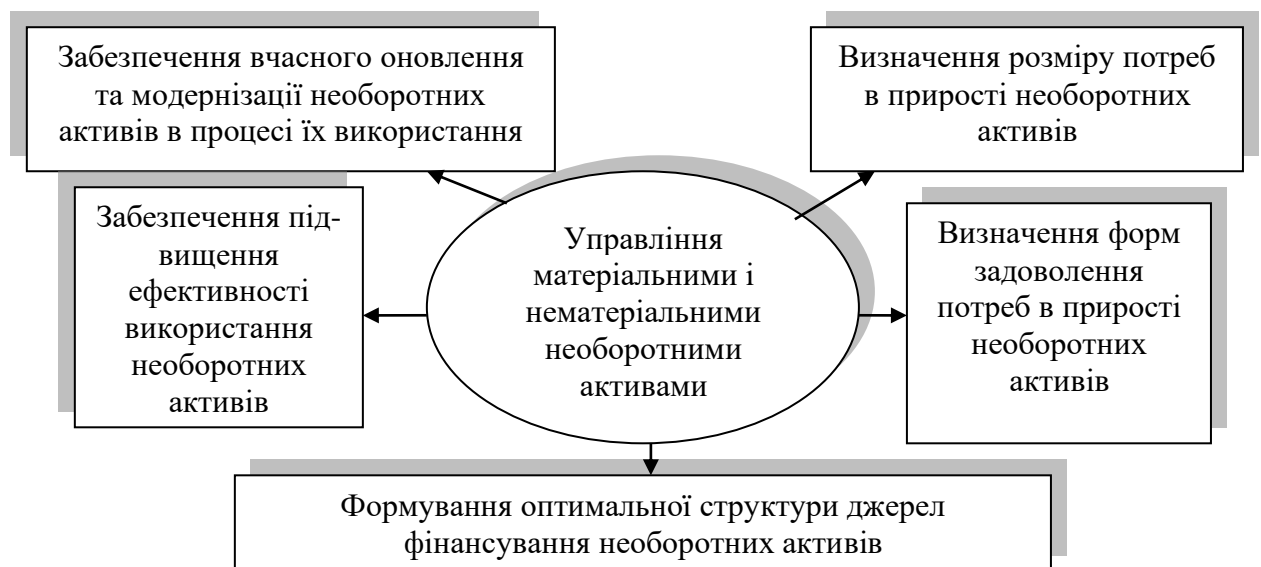 Забезпечення вчасного оновлення
та модернізації необоротних
активів в процесі їх використання
Визначення розміру потреб
в прирості необоротних
активів
Забезпечення під-
вищення
ефективності
використання
необоротних
активів
Управління
матеріальними і
нематеріальними
необоротними
активами
Визначення форм
задоволення
потреб в прирості
необоротних
активів
Формування оптимальної структури джерел
фінансування необоротних активів